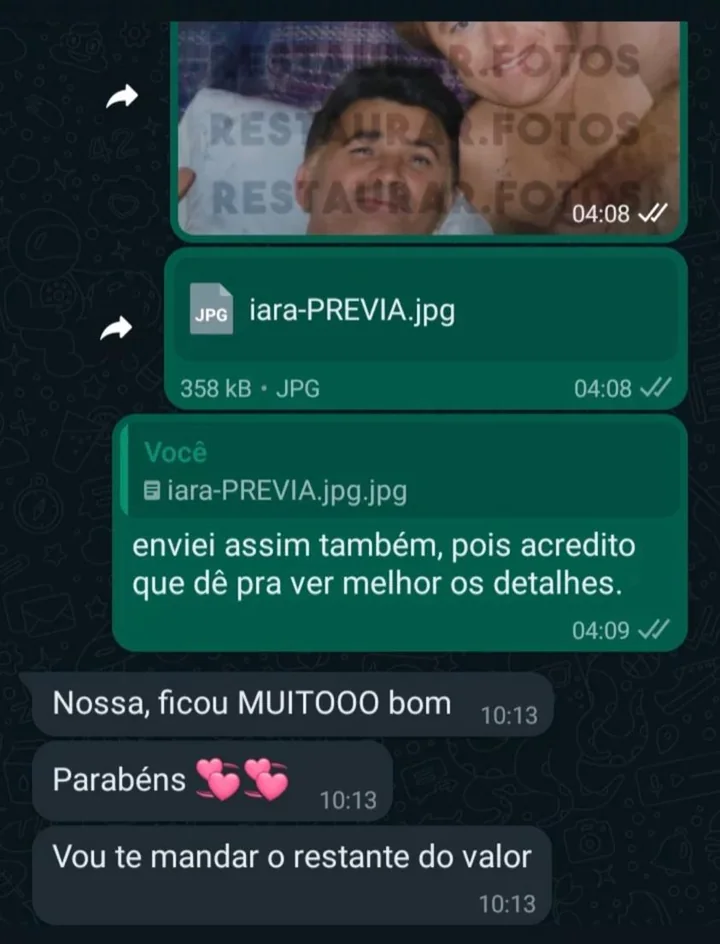 RESTAURAR.FOTOS
RESTAURAR.FOTOS
RESTAURAR.FOTOS
04:08
JPG
iara-PREVIA.jpg
358 kB • JPG
04:08
Você
iara-PREVIA.jpg.jpg
enviei assim também, pois acredito
que dê pra ver melhor os detalhes.
04:09
Nossa, ficou MUITOOO bom
10:13
Parabéns 💞💞
10:13
Vou te mandar o restante do valor
10:13